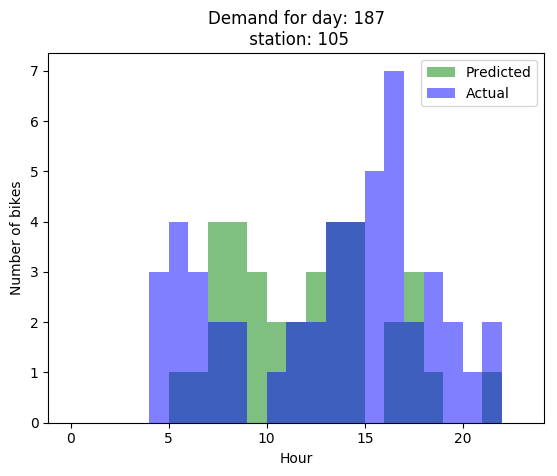 Demand for day: 187
station: 105
Predicted
Actual
Number of bikes
7
6
5
4
3
2
1
0
0 5 10 15 20
Hour